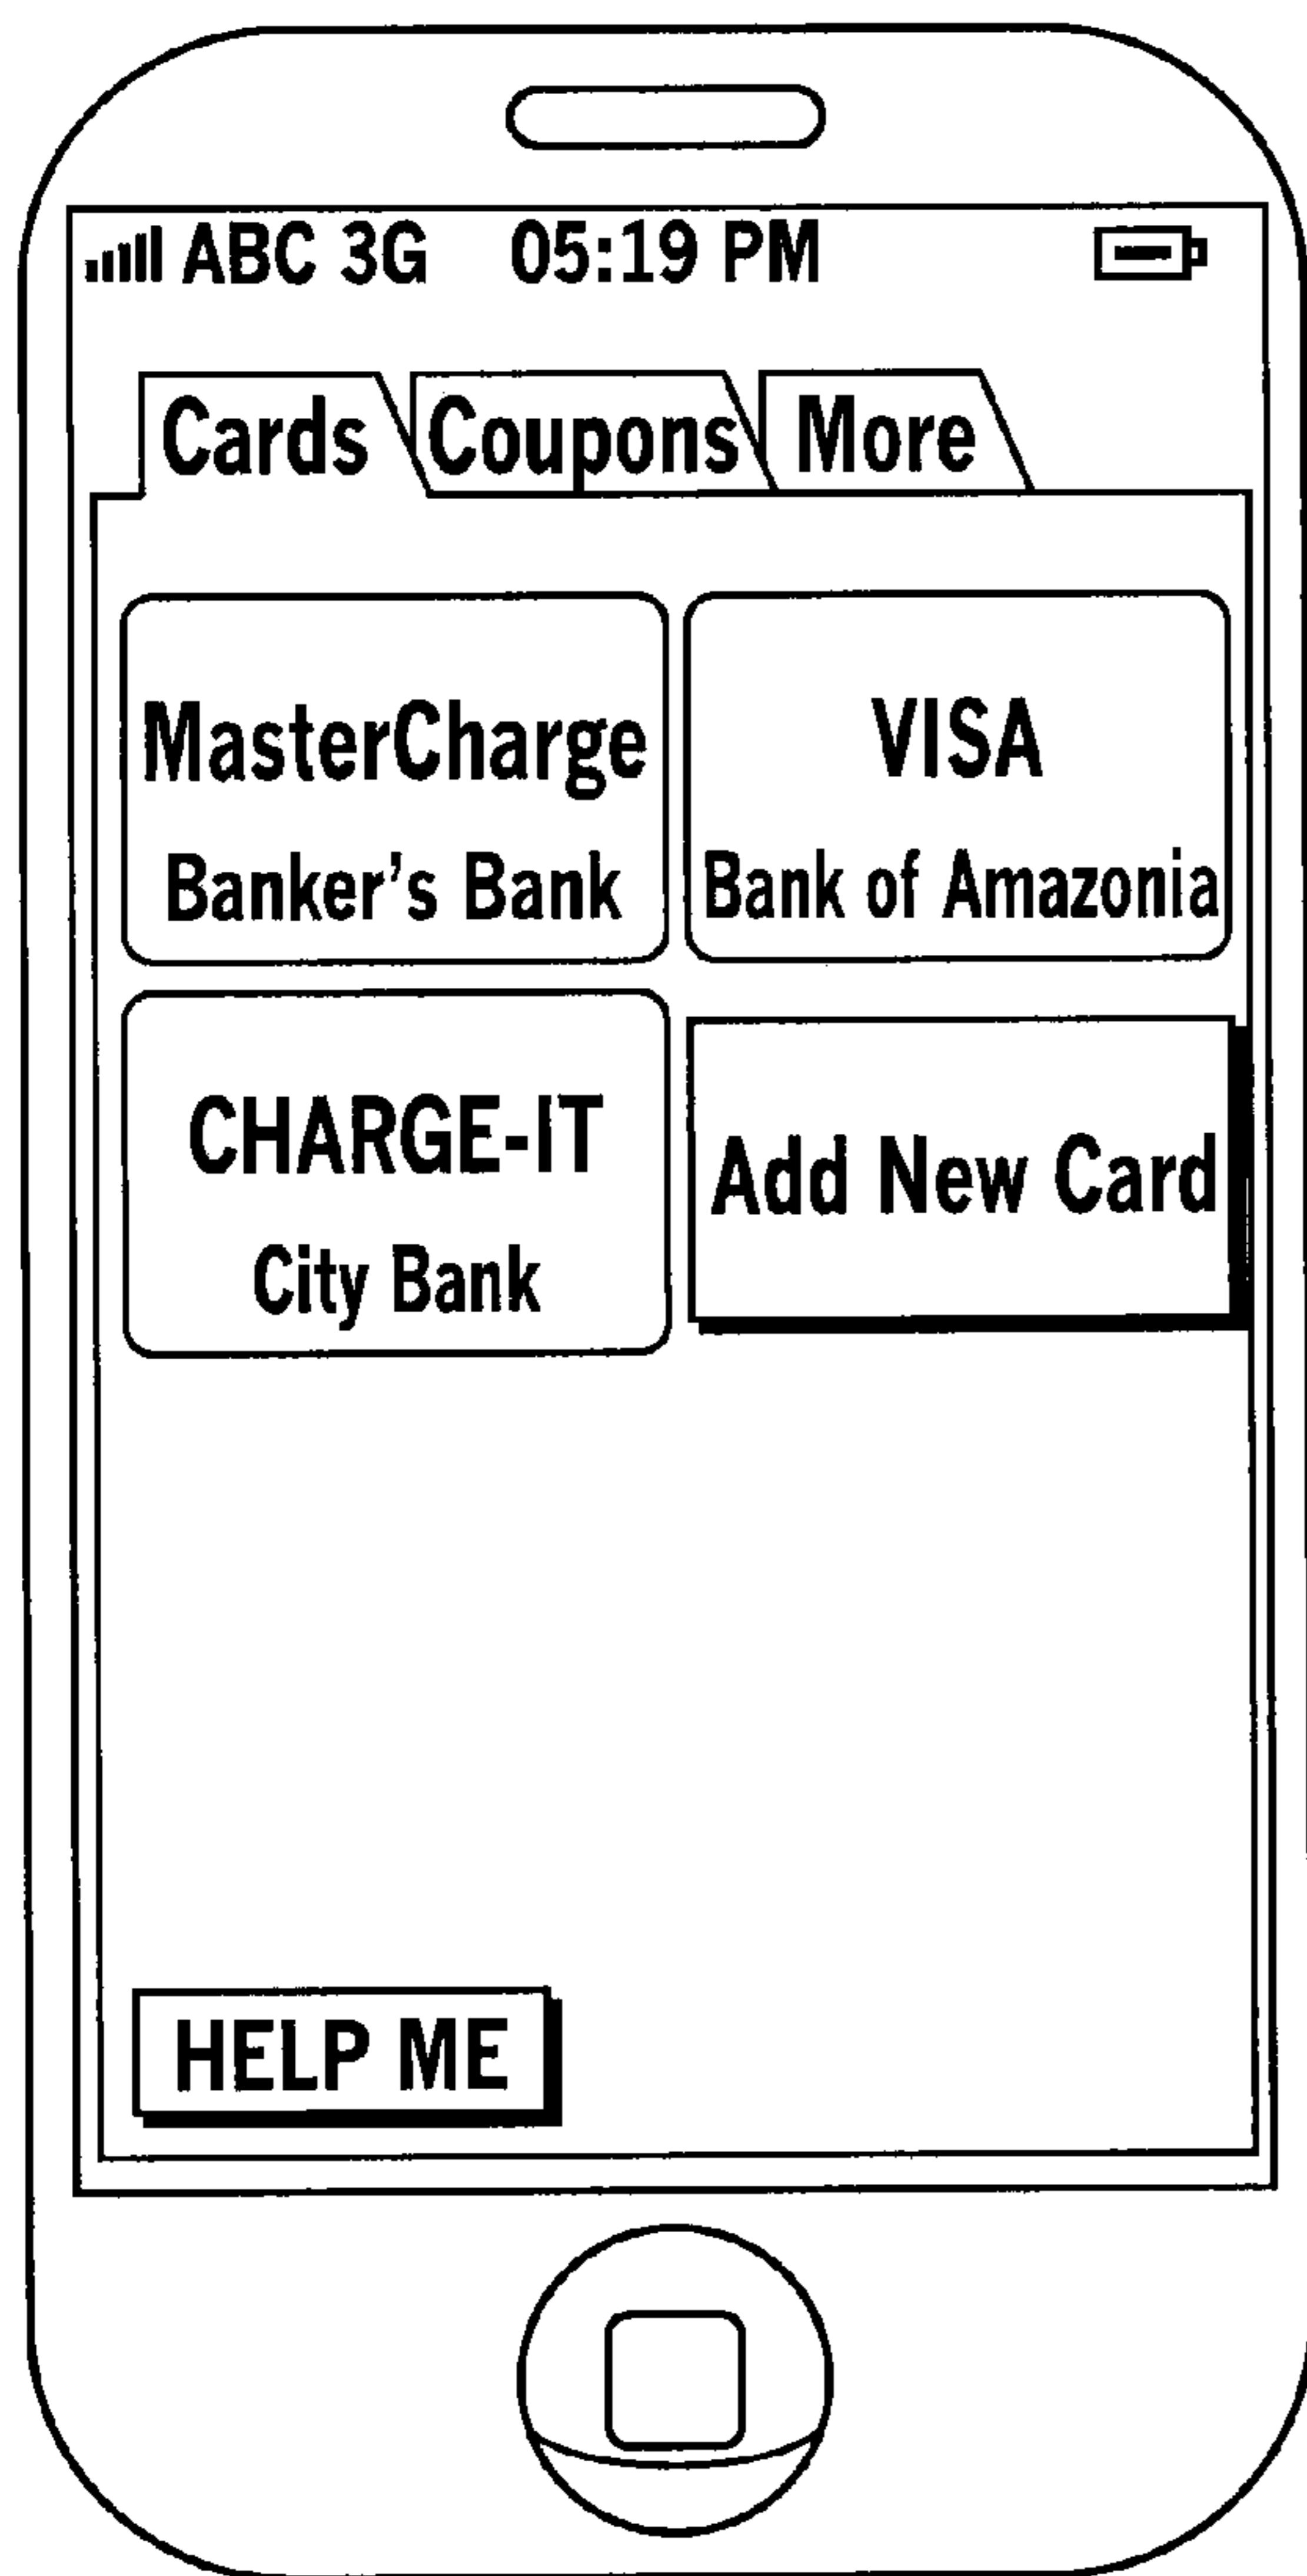 ABC 3G 05:19 PM
Cards Coupons More
MasterCharge
Banker's Bank
VISA
Bank of Amazonia
CHARGE-IT
City Bank
Add New Card
HELP ME